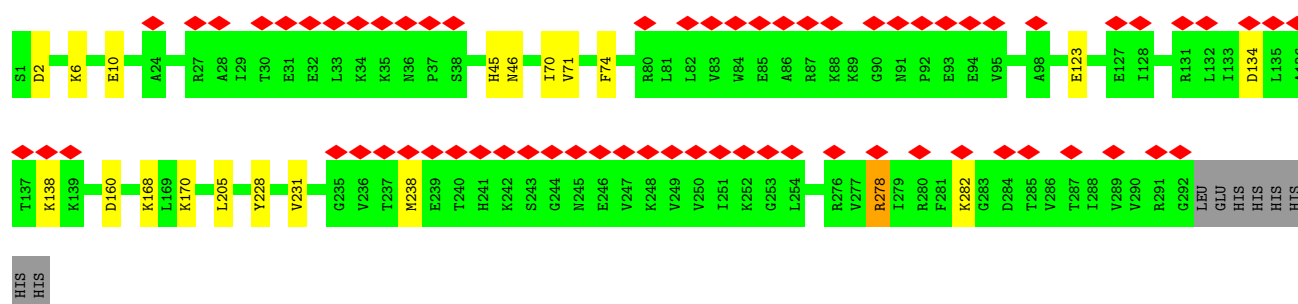 S1 D2 K6 E10 A24 R27 A28 I29 T30 E31 E32 L33 K34 K35 N36 P37 S38 H45 N46 I70 V71 F74 R80 L81 L82 V83 W84 E85 A86 R87 K88 K89 G90 N91 P92 E93 E94 V95 A98 E123 E127 I128 R131 L132 I133 D134 L135 A136
T137 K138 K139 D160 K168 L169 K170 L205 Y228 V231 G235 V236 T237 M238 E239 T240 H241 K242 S243 G244 N245 E246 V247 K248 V249 V250 I251 K252 G253 L254 R276 V277 R278 I279 R280 F281 K282 G283 D284 T285 V286 T287 I288 V289 V290 R291 G292 LEU GLU HIS HIS HIS HIS
HIS HIS